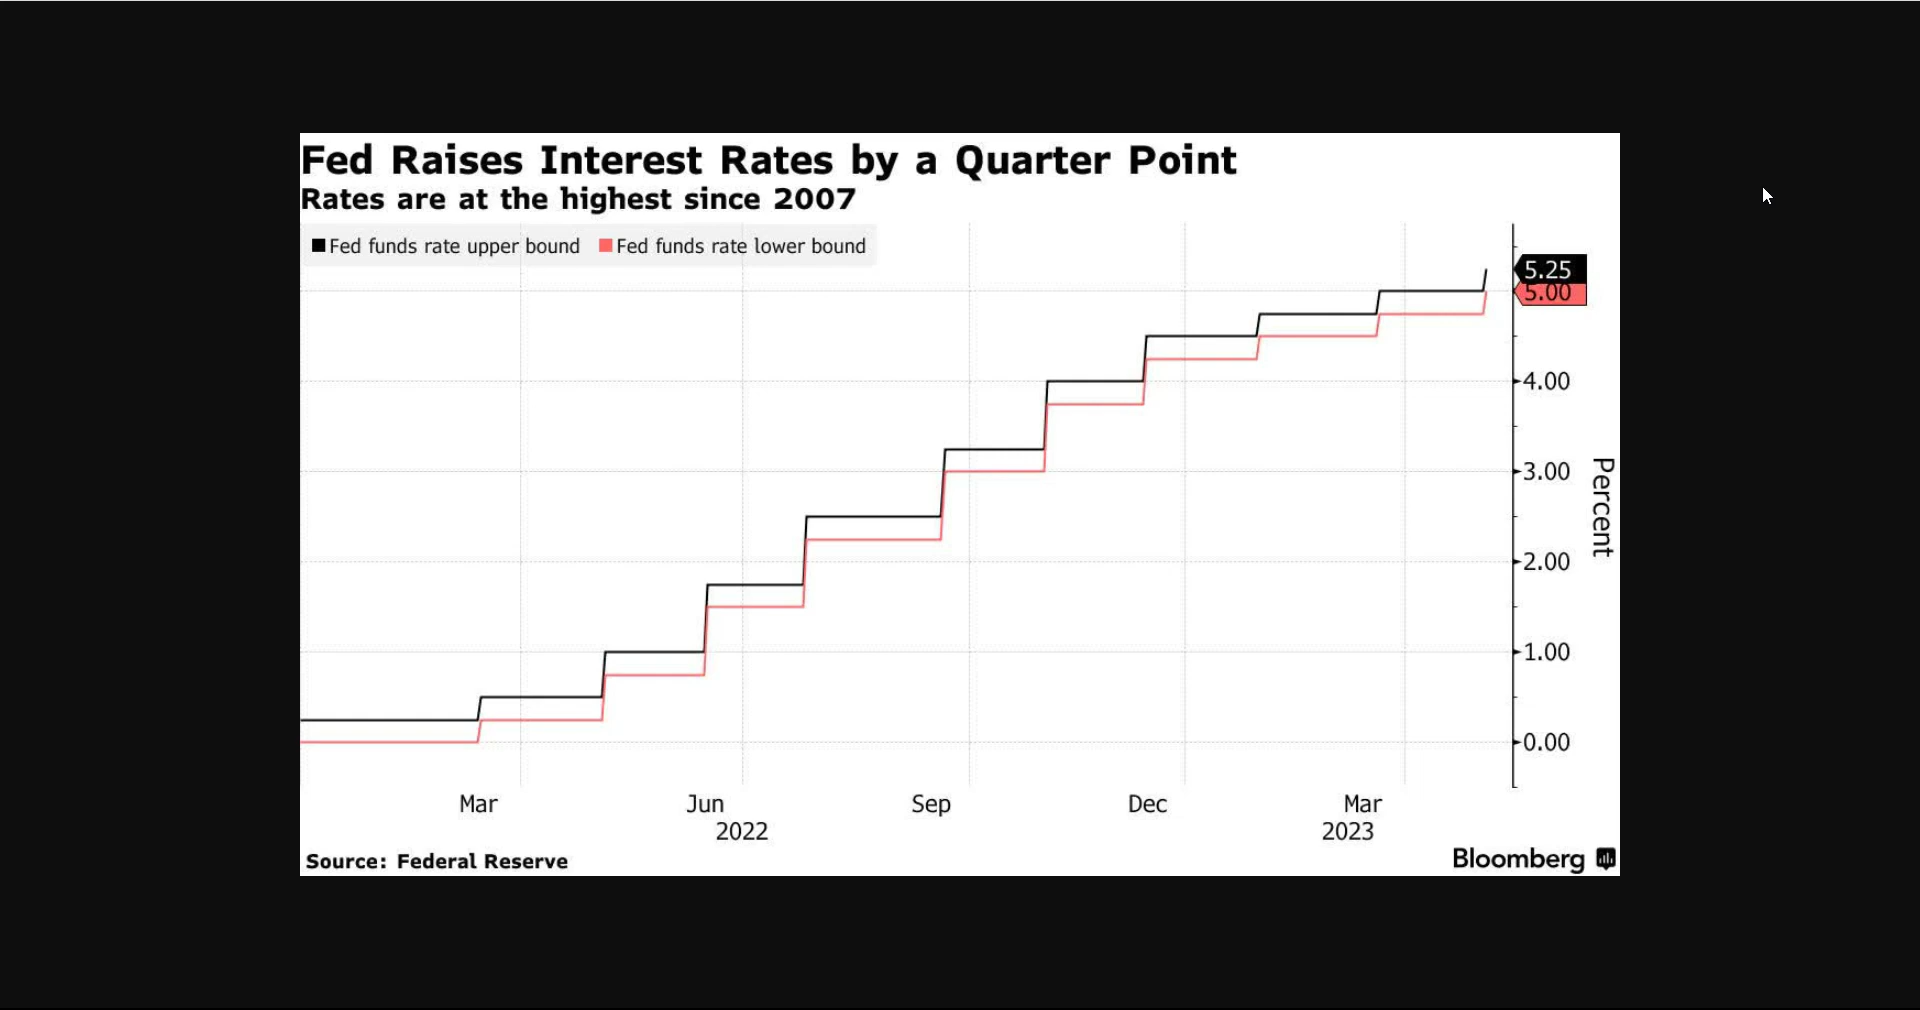 Fed Raises Interest Rates by a Quarter Point
Rates are at the highest since 2007
Fed funds rate upper bound Fed funds rate lower bound
5.25
5.00
4.00
3.00
2.00
1.00
0.00
Percent
Mar Jun Sep Dec Mar
2022 2023
Source: Federal Reserve
Bloomberg